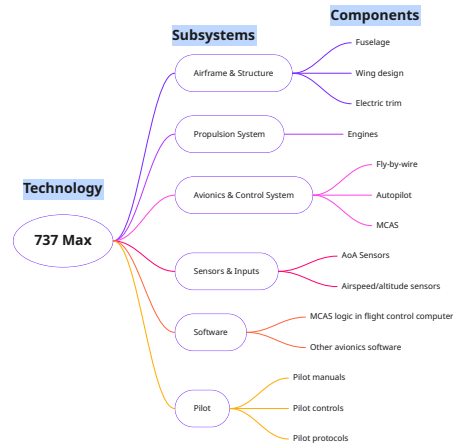 Components
Subsystems
Fuselage
Airframe & Structure
Wing design
Electric trim
Propulsion System
Engines
Fly-by-wire
Technology
Avionics & Control System
Autopilot
MCAS
737 Max
AoA Sensors
Sensors & Inputs
Airspeed/altitude sensors
MCAS logic in flight control computer
Software
Other avionics software
Pilot manuals
Pilot
Pilot controls
Pilot protocols